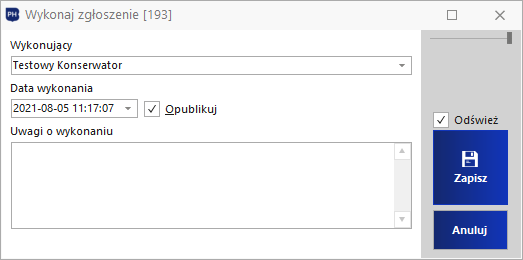 PH
Wykonaj zgłoszenie [193]
Wykonujący
Testowy Konserwator
Data wykonania
2021-08-05 11:17:07
Opublikuj
Uwagi o wykonaniu
Odśwież
Zapisz
Anuluj